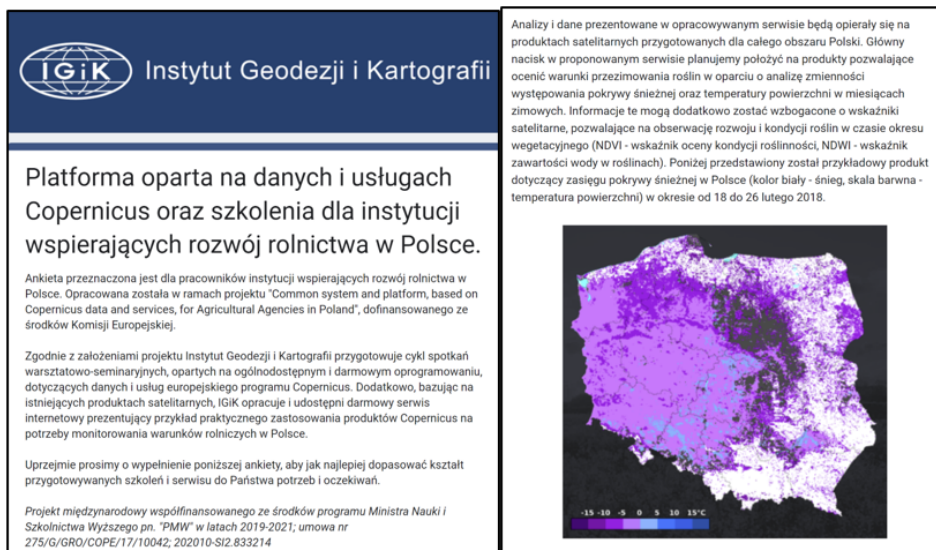 IGiK
Instytut Geodezji i Kartografii
Platforma oparta na danych i usługach
Copernicus oraz szkolenia dla instytucji
wspierających rozwój rolnictwa w Polsce.
Ankieta przeznaczona jest dla pracowników instytucji wspierających rozwój rolnictwa w
Polsce. Opracowana została w ramach projektu "Common system and platform, based on
Copernicus data and services, for Agricultural Agencies in Poland", dofinansowanego ze
środków Komisji Europejskiej.
Zgodnie z założeniami projektu Instytut Geodezji i Kartografii przygotowuje cykl spotkań
warsztatowo-seminaryjnych, opartych na ogólnodostępnym i darmowym oprogramowaniu,
dotyczących danych i usług europejskiego programu Copernicus. Dodatkowo, bazując na
istniejących produktach satelitarnych, IGiK opracuje i udostępni darmowy serwis
internetowy prezentujący przykład praktycznego zastosowania produktów Copernicus na
potrzeby monitorowania warunków rolniczych w Polsce.
Uprzejmie prosimy o wypełnienie poniższej ankiety, aby jak najlepiej dopasować kształt
przygotowywanych szkoleń i serwisu do Państwa potrzeb i oczekiwań.
Projekt międzynarodowy współfinansowanego ze środków programu Ministra Nauki i
Szkolnictwa Wyższego pn. "PMW" w latach 2019-2021; umowa nr
275/G/GRO/COPE/17/10042; 202010-SI2.833214
Analizy i dane prezentowane w opracowywanym serwisie będą opierały się na
produktach satelitarnych przygotowanych dla całego obszaru Polski. Główny
nacisk w proponowanym serwisie planujemy położyć na produkty pozwalające
ocenić warunki przezimowania roślin w oparciu o analizę zmienności
występowania pokrywy śnieżnej oraz temperatury powierzchni w miesiącach
zimowych. Informacje te mogą dodatkowo zostać wzbogacone o wskaźniki
satelitarne, pozwalające na obserwację rozwoju i kondycji roślin w czasie okresu
wegetacyjnego (NDVI - wskaźnik oceny kondycji roślinności, NDWI - wskaźnik
zawartości wody w roślinach). Poniżej przedstawiony został przykładowy produkt
dotyczący zasięgu pokrywy śnieżnej w Polsce (kolor biały - śnieg, skala barwna -
temperatura powierzchni) w okresie od 18 do 26 lutego 2018.
-15 -10 -5 0 5 10 15°C